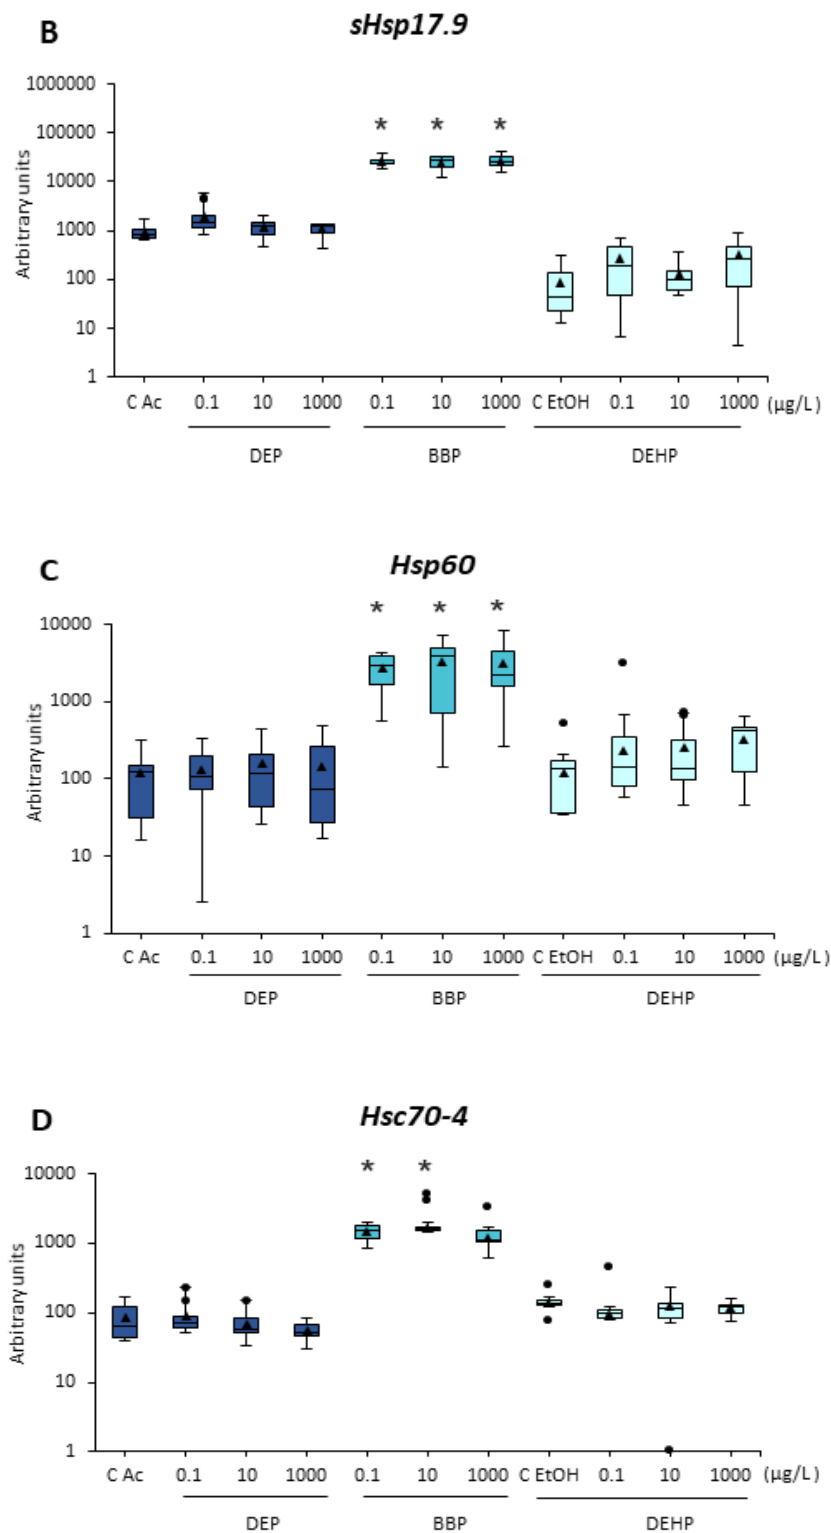 B
sHsp17.9
1000000
100000
* * *
10000
1000
100
10
1
Arbitrary units
C Ac 0.1 10 1000 0.1 10 1000 C EtOH 0.1 10 1000 (µg/L)
DEP BBP DEHP
C
Hsp60
* * *
10000
1000
100
10
1
Arbitrary units
C Ac 0.1 10 1000 0.1 10 1000 C EtOH 0.1 10 1000 (µg/L)
DEP BBP DEHP
D
Hsc70-4
* *
10000
1000
100
10
1
Arbitrary units
C Ac 0.1 10 1000 0.1 10 1000 C EtOH 0.1 10 1000 (µg/L)
DEP BBP DEHP